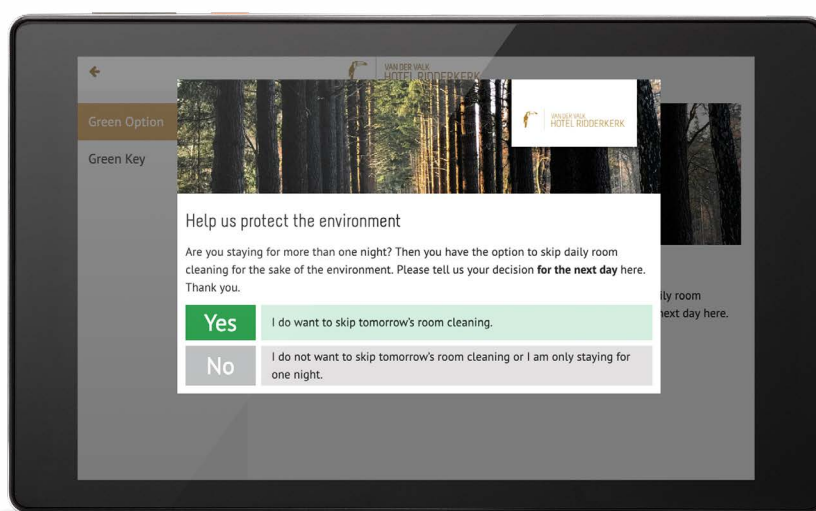 VAN DER VALK
HOTEL RIDDERKERK
Green Option
Green Key
VAN DER VALK
HOTEL RIDDERKERK
Help us protect the environment
Are you staying for more than one night? Then you have the option to skip daily room
cleaning for the sake of the environment. Please tell us your decision for the next day here.
Thank you.
Yes
I do want to skip tomorrow's room cleaning.
No
I do not want to skip tomorrow's room cleaning or I am only staying for
one night.
ily room
next day here.